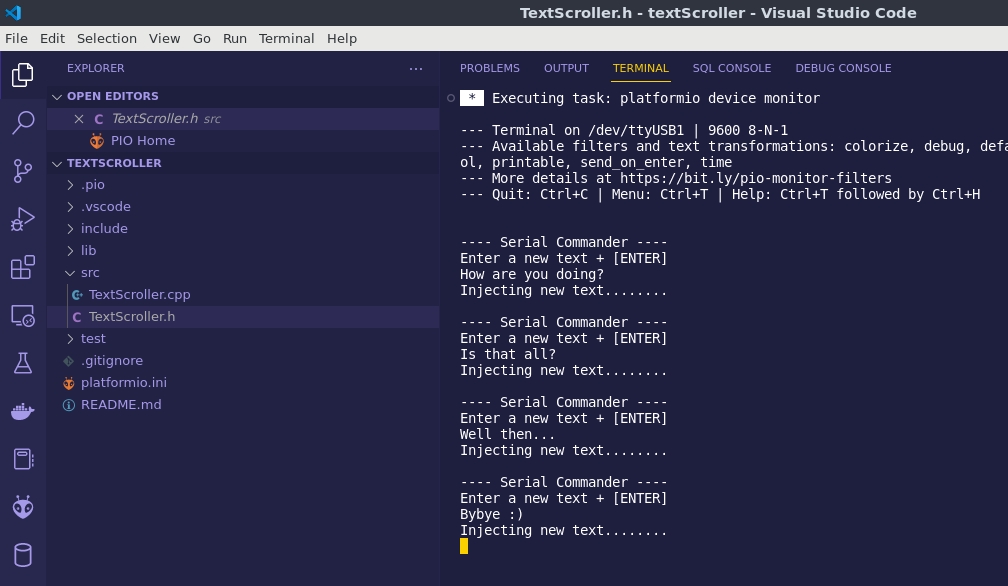 TextScroller.h - textScroller - Visual Studio Code
File Edit Selection View Go Run Terminal Help
EXPLORER
OPEN EDITORS
TextScroller.h src
PIO Home
TEXTSCROLLER
.pio
.vscode
include
lib
src
TextScroller.cpp
TextScroller.h
test
.gitignore
platformio.ini
README.md
PROBLEMS OUTPUT TERMINAL SQL CONSOLE DEBUG CONSOLE
* Executing task: platformio device monitor
--- Terminal on /dev/ttyUSB1 | 9600 8-N-1
--- Available filters and text transformations: colorize, debug, defa
ol, printable, send_on_enter, time
--- More details at https://bit.ly/pio-monitor-filters
--- Quit: Ctrl+C | Menu: Ctrl+T | Help: Ctrl+T followed by Ctrl+H
---- Serial Commander ----
Enter a new text + [ENTER]
How are you doing?
Injecting new text........
---- Serial Commander ----
Enter a new text + [ENTER]
Is that all?
Injecting new text........
---- Serial Commander ----
Enter a new text + [ENTER]
Well then...
Injecting new text........
---- Serial Commander ----
Enter a new text + [ENTER]
Bybye :)
Injecting new text........